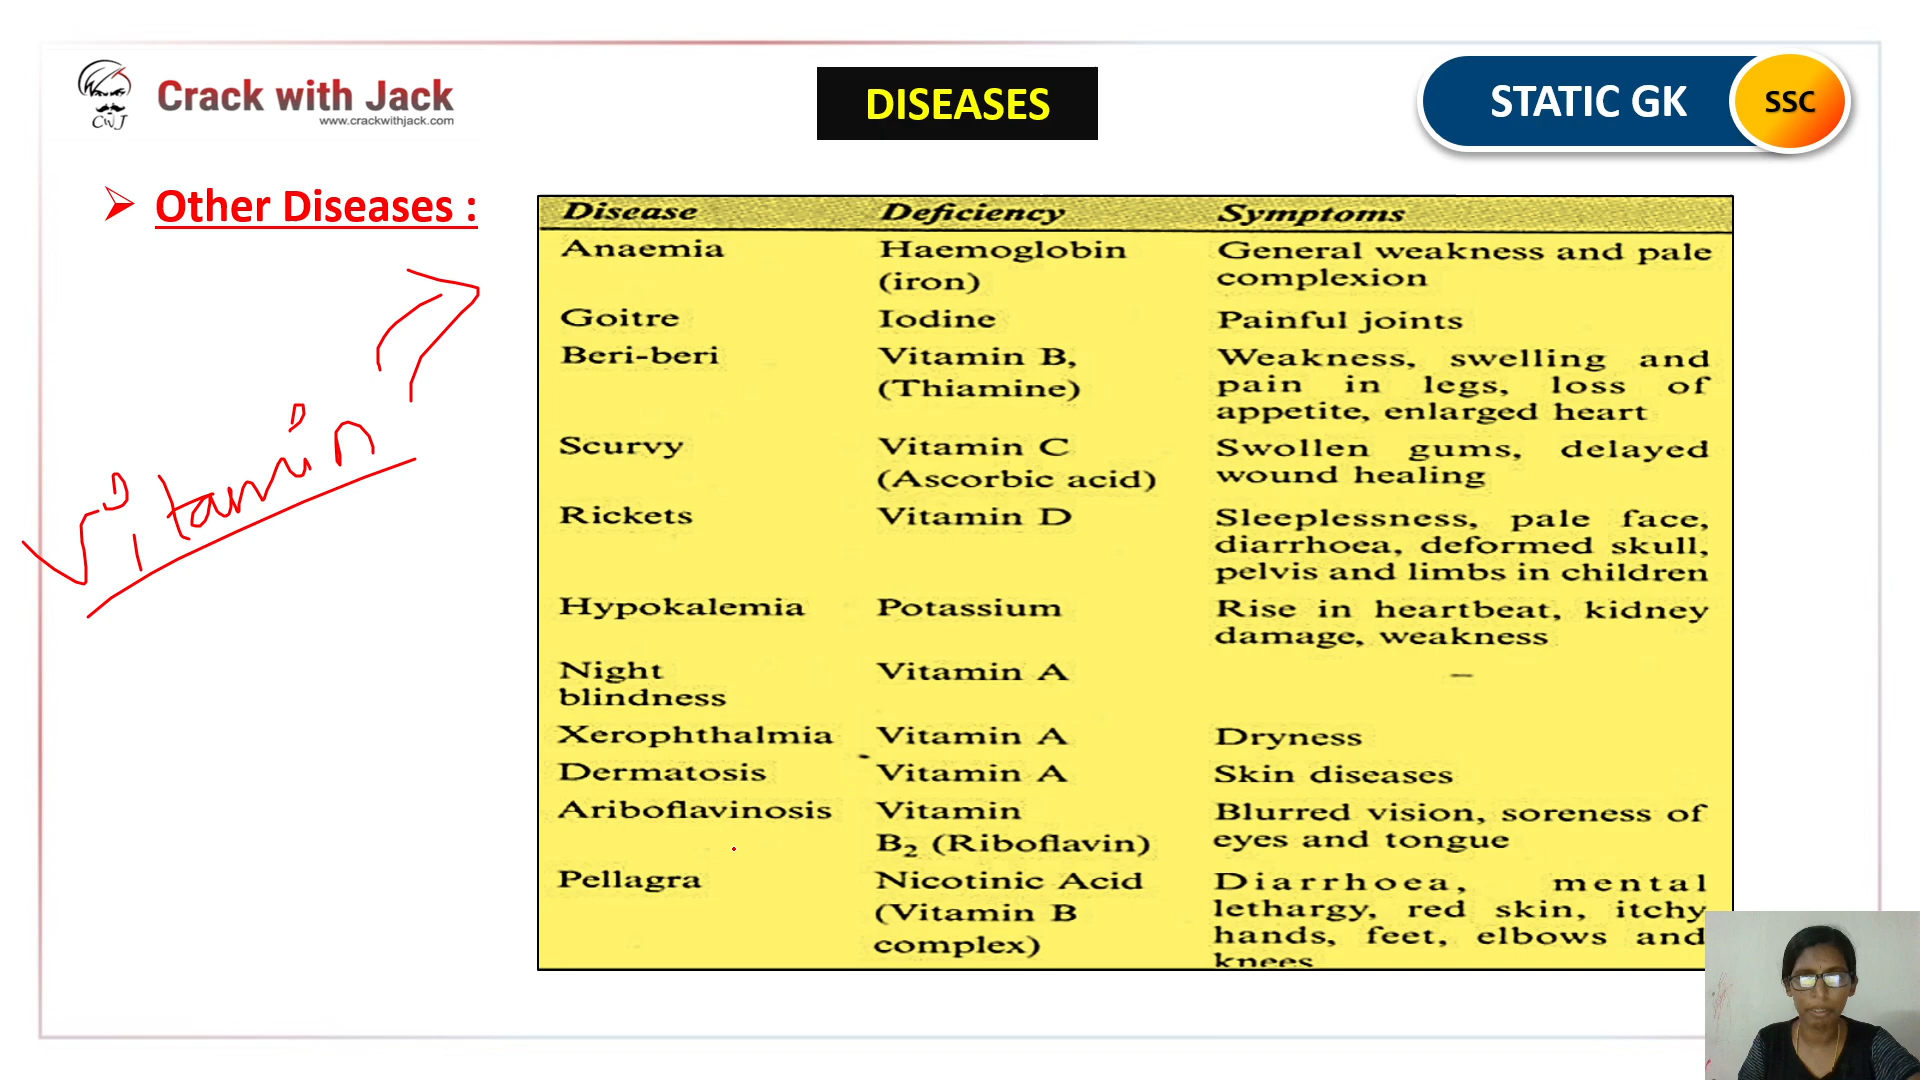 Crack with Jack
CWJ
www.crackwithjack.com
DISEASES
STATIC GK
SSC
Other Diseases :
Vitamin
Disease Deficiency Symptoms
Anaemia Haemoglobin General weakness and pale
(iron) complexion
Goitre Iodine Painful joints
Beri-beri Vitamin B, Weakness, swelling and
(Thiamine) pain in legs, loss of
appetite, enlarged heart
Scurvy Vitamin C Swollen gums, delayed
(Ascorbic acid) wound healing
Rickets Vitamin D Sleeplessness, pale face,
diarrhoea, deformed skull,
pelvis and limbs in children
Hypokalemia Potassium Rise in heartbeat, kidney
damage, weakness
Night Vitamin A –
blindness
Xerophthalmia Vitamin A Dryness
Dermatosis Vitamin A Skin diseases
Ariboflavinosis Vitamin Blurred vision, soreness of
B₂ (Riboflavin) eyes and tongue
Pellagra Nicotinic Acid Diarrhoea, mental
(Vitamin B lethargy, red skin, itchy
complex) hands, feet, elbows and
knees